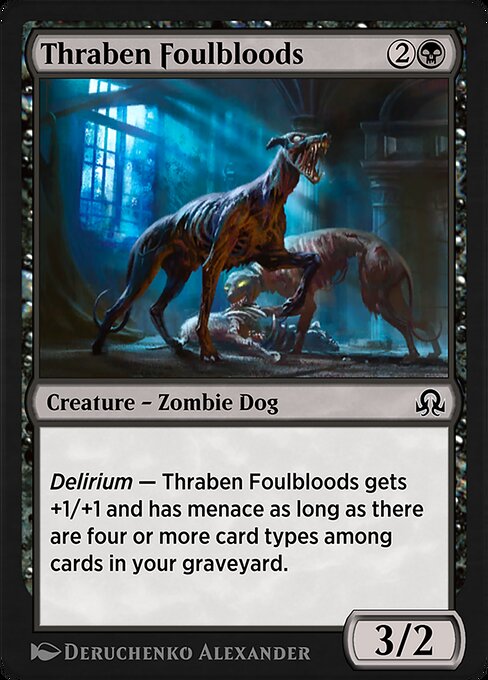 Thraben Foulbloods 2
Creature – Zombie Dog
Delirium — Thraben Foulbloods gets
+1/+1 and has menace as long as there
are four or more card types among
cards in your graveyard.
3/2
Deruchenko Alexander